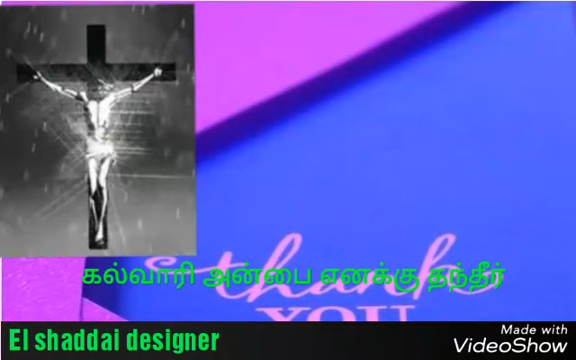 கல்வாரி அன்பை எனக்கு தந்தீர்
thank
YOU
El shaddai designer
Made with
VideoShow